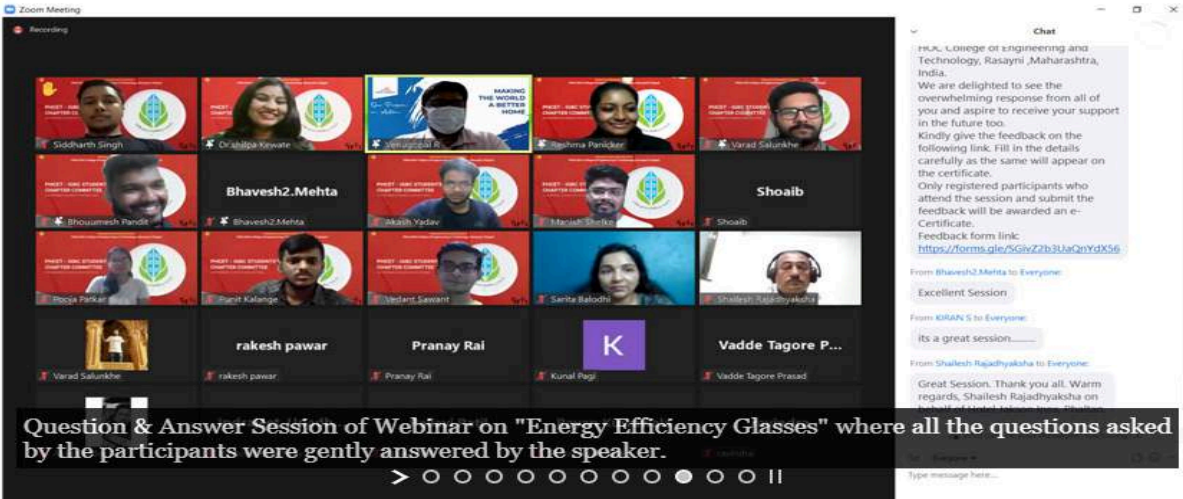 Zoom Meeting
Recording
MAKING
THE WORLD
A BETTER
HOME
Siddharth Singh
Dr.shilpa Kewate
Venugopal R
Reshma Panicker
Varad Salunkhe
Bhoujmesh Pandit
Bhavesh2.Mehta
Bhavesh2.Mehta
Akash Yadav
Manish Shelke
Shoaib
Shoaib
Pooja Patkar
Punit Kalange
Vedant Sawant
Sarita Balodhi
Shailesh Rajadhyaksha
Varad Salunkhe
rakesh pawar
rakesh pawar
Pranay Rai
Pranay Rai
K
Kunal Pagi
Vadde Tagore P...
Vadde Tagore Prasad
Chat
HOC College of Engineering and
Technology, Rasayni ,Maharashtra,
India.
We are delighted to see the
overwhelming response from all of
you and aspire to receive your support
in the future too.
Kindly give the feedback on the
following link. Fill in the details
carefully as the same will appear on
the certificate.
Only registered participants who
attend the session and submit the
feedback will be awarded an e-
Certificate.
Feedback form link:
https://forms.gle/5GivZ2b3UaQnYdX56
From Bhavesh2.Mehta to Everyone:
Excellent Session
From KIRAN S to Everyone:
its a great session.........
From Shailesh Rajadhyaksha to Everyone:
Great Session. Thank you all. Warm
regards, Shailesh Rajadhyaksha on
Question & Answer Session of Webinar on "Energy Efficiency Glasses" where all the questions asked
by the participants were gently answered by the speaker.
Everyone
Type message here...